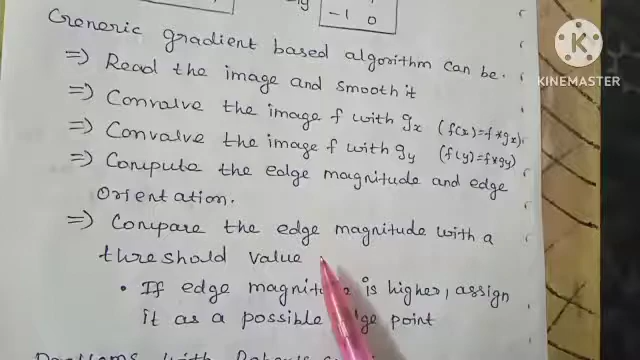 -1 0
Generic gradient based algorithm can be.
⇒ Read the image and smooth it
⇒ Convolve the image f with gx (f(x)=f*gx).
⇒ Convolve the image f with gy (f(y)=f*gy)
⇒ Compute the edge magnitude and edge
Orientation.
⇒ Compare the edge magnitude with a
threshold value
• If edge magnitude is higher, assign
it as a possible edge point
with
KINEMASTER